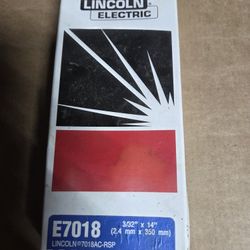 LINCOLN
ELECTRIC
E7018
3/32" x 14"
(2.4 mm x 350 mm)
LINCOLN®7018AC-RSP